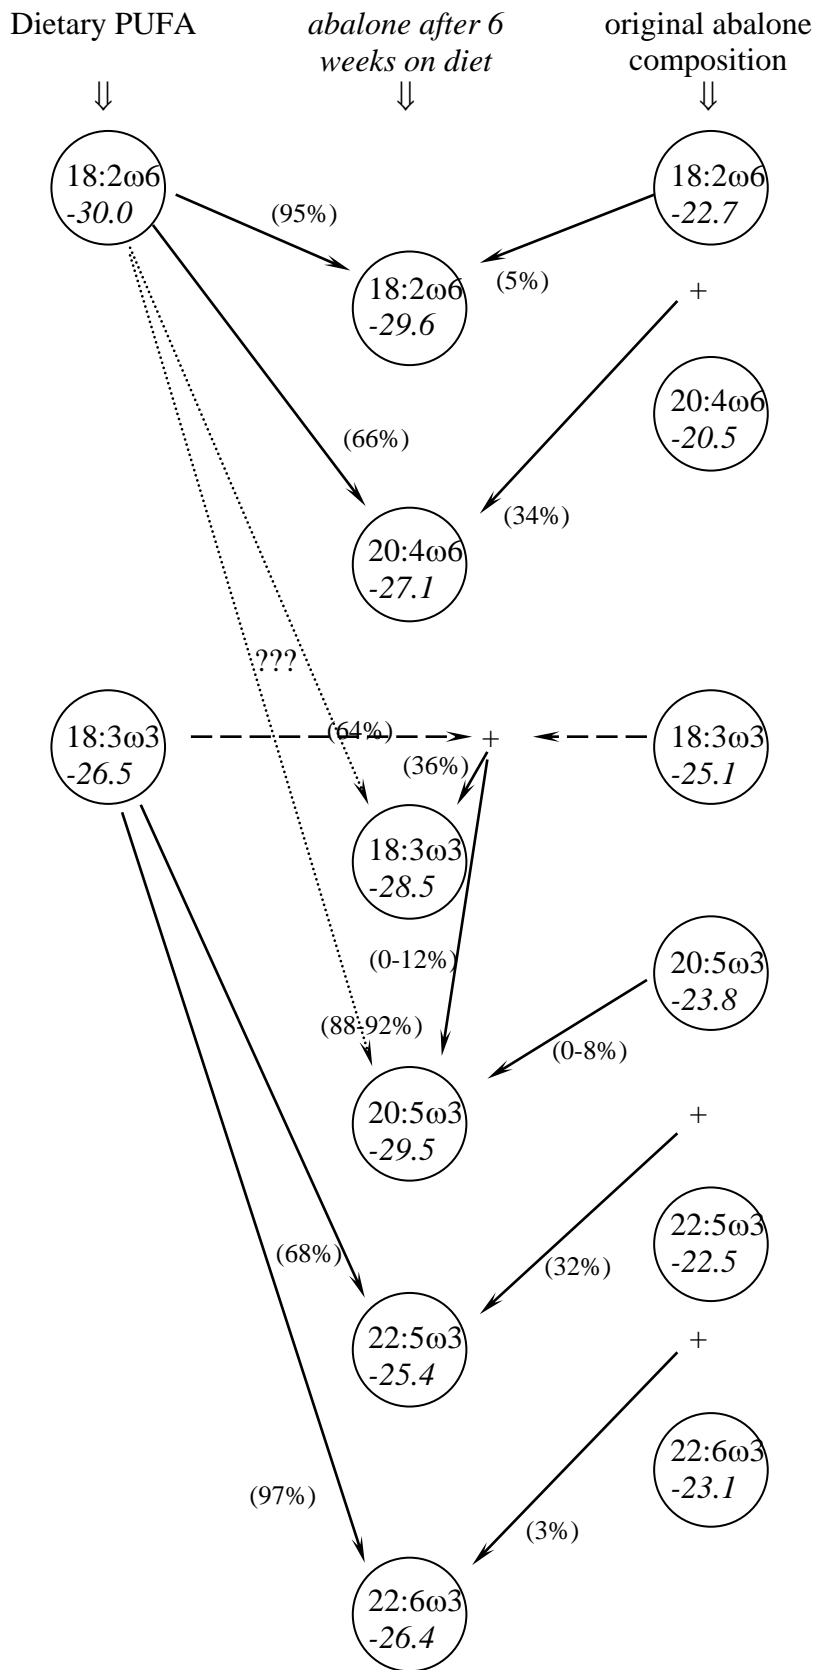 Dietary PUFA
abalone after 6
weeks on diet
original abalone
composition
⇓
⇓
⇓
18:2ω6
-30.0
(95%)
18:2ω6
-22.7
(5%)
18:2ω6
-29.6
+
20:4ω6
-20.5
(66%)
(34%)
20:4ω6
-27.1
???
18:3ω3
-26.5
(64%)
+
18:3ω3
-25.1
(36%)
18:3ω3
-28.5
(0-12%)
20:5ω3
-23.8
(88-92%)
(0-8%)
20:5ω3
-29.5
+
22:5ω3
-22.5
(68%)
(32%)
22:5ω3
-25.4
+
22:6ω3
-23.1
(97%)
(3%)
22:6ω3
-26.4